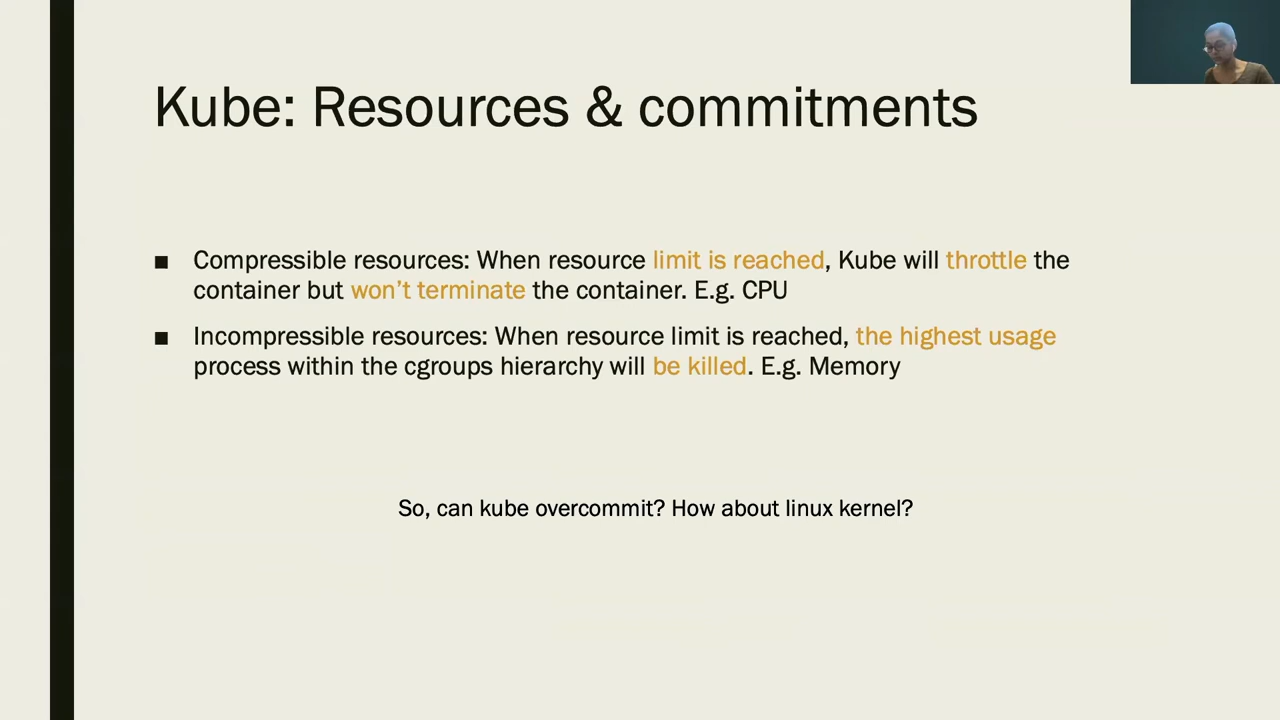 Kube: Resources & commitments
■ Compressible resources: When resource limit is reached, Kube will throttle the
container but won’t terminate the container. E.g. CPU
■ Incompressible resources: When resource limit is reached, the highest usage
process within the cgroups hierarchy will be killed. E.g. Memory
So, can kube overcommit? How about linux kernel?